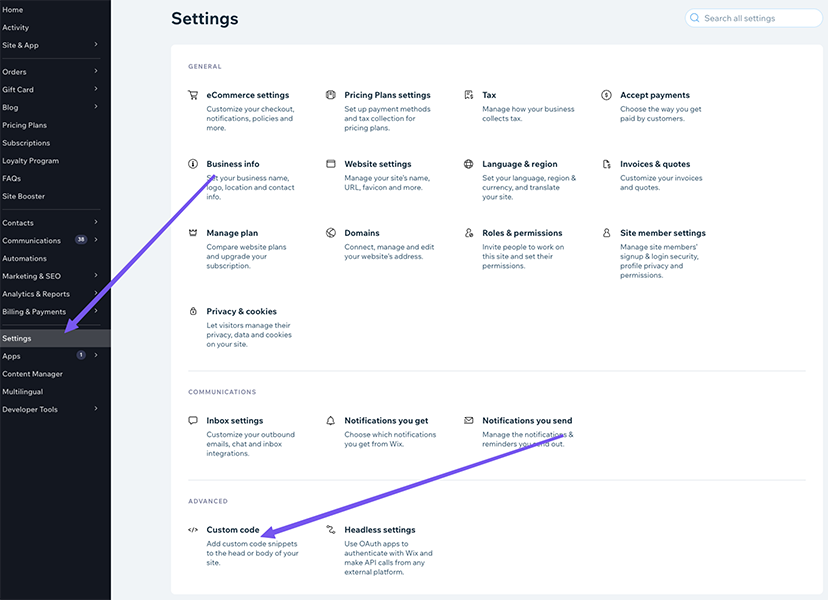 Home
Activity
Site & App
Orders
Gift Card
Blog
Pricing Plans
Subscriptions
Loyalty Program
FAQs
Site Booster
Contacts
Communications 38
Automations
Marketing & SEO
Analytics & Reports
Billing & Payments
Settings
Apps 1
Content Manager
Multilingual
Developer Tools
Settings
Search all settings
GENERAL
eCommerce settings
Customize your checkout,
notifications, policies and
more.
Pricing Plans settings
Set up payment methods
and tax collection for
pricing plans.
Tax
Manage how your business
collects tax.
Accept payments
Choose the way you get
paid by customers.
Business info
Set your business name,
logo, location and contact
info.
Website settings
Manage your site's name,
URL, favicon and more.
Language & region
Set your language, region &
currency, and translate
your site.
Invoices & quotes
Customize your invoices
and quotes.
Manage plan
Compare website plans
and upgrade your
subscription.
Domains
Connect, manage and edit
your website's address.
Roles & permissions
Invite people to work on
this site and set their
permissions.
Site member settings
Manage site members'
signup & login security,
profile privacy and
permissions.
Privacy & cookies
Let visitors manage their
privacy, data and cookies
on your site.
COMMUNICATIONS
Inbox settings
Customize your outbound
emails, chat and inbox
integrations.
Notifications you get
Choose which notifications
you get from Wix.
Notifications you send
Manage the notifications &
reminders you send out.
ADVANCED
Custom code
Add custom code snippets
to the head or body of your
site.
Headless settings
Use OAuth apps to
authenticate with Wix and
make API calls from any
external platform.